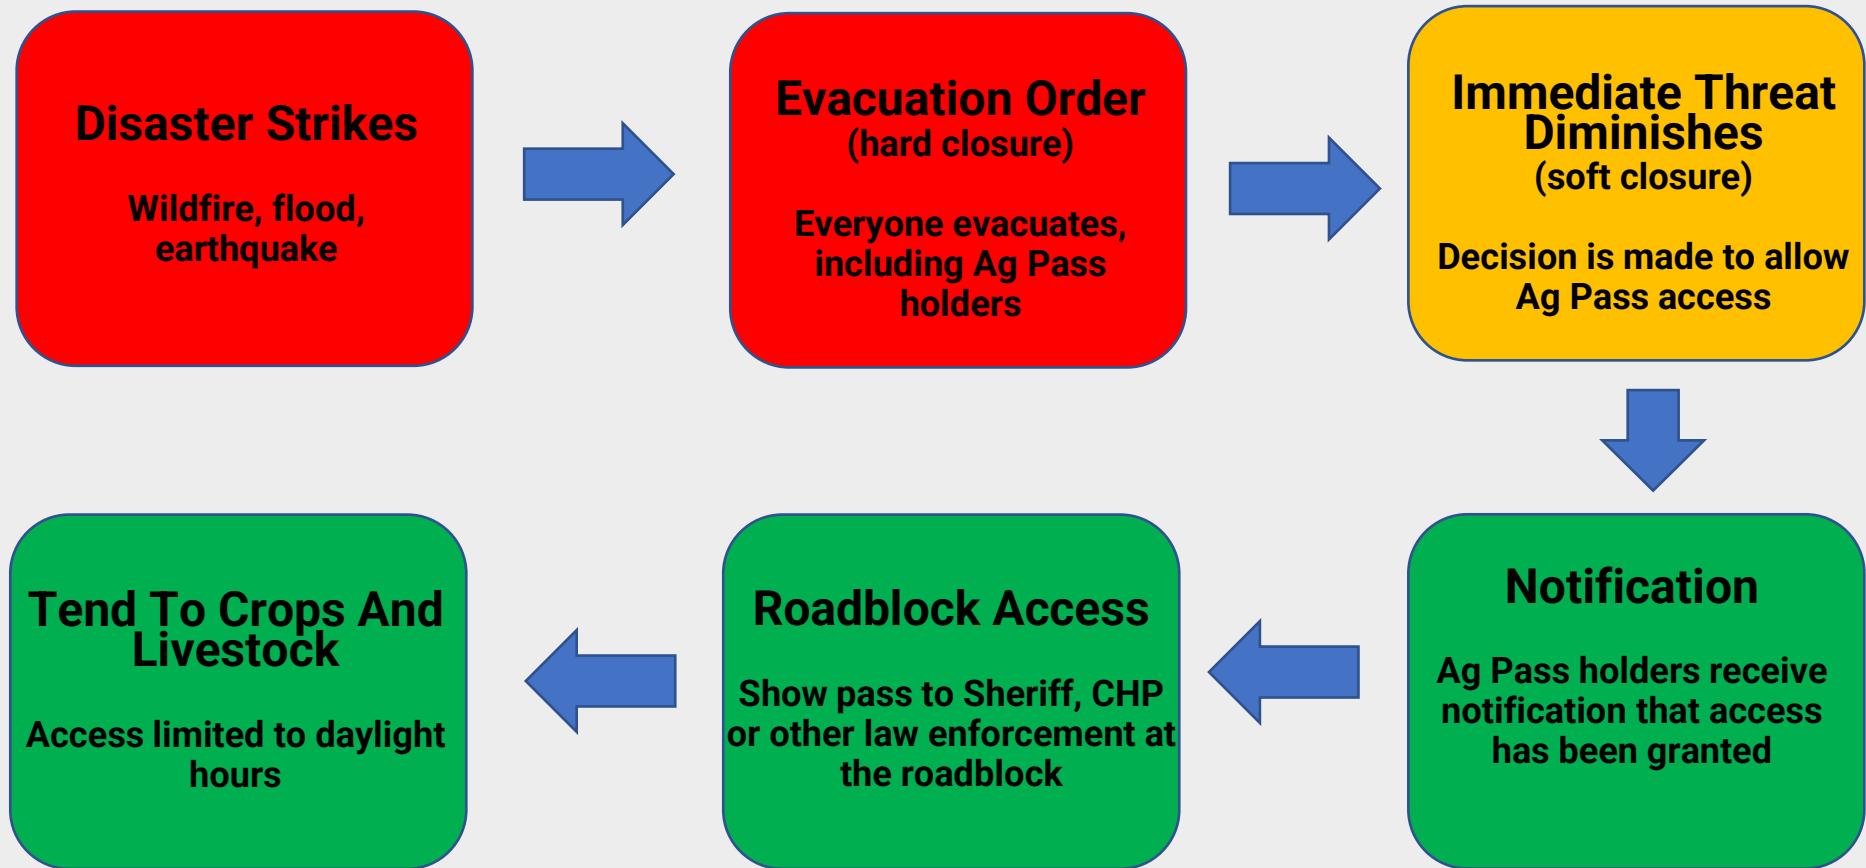 Disaster Strikes
Wildfire, flood,
earthquake
Evacuation Order
(hard closure)
Everyone evacuates,
including Ag Pass
holders
Immediate Threat
Diminishes
(soft closure)
Decision is made to allow
Ag Pass access
Notification
Ag Pass holders receive
notification that access
has been granted
Roadblock Access
Show pass to Sheriff, CHP
or other law enforcement at
the roadblock
Tend To Crops And
Livestock
Access limited to daylight
hours